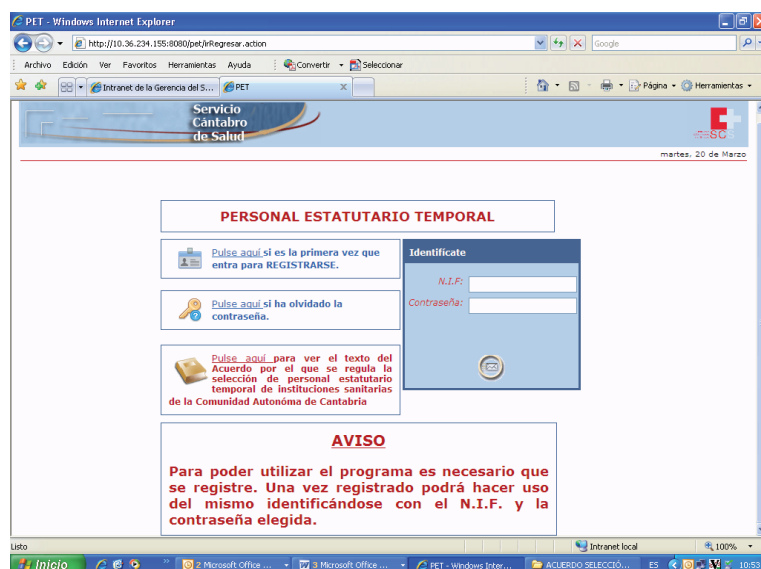 PET - Windows Internet Explorer
http://10.36.234.155:8080/pet/irRegresar.action
Google
Archivo Edición Ver Favoritos Herramientas Ayuda Convertir Seleccionar
Intranet de la Gerencia del S... PET Página Herramientas
Servicio
Cántabro
de Salud
SCS
martes, 20 de Marzo
PERSONAL ESTATUTARIO TEMPORAL
Pulse aquí si es la primera vez que
entra para REGISTRARSE.
Pulse aquí si ha olvidado la
contraseña.
Pulse aquí para ver el texto del
Acuerdo por el que se regula la
selección de personal estatutario
temporal de instituciones sanitarias
de la Comunidad Autonóma de Cantabria
Identifícate
N.I.F:
Contraseña:
AVISO
Para poder utilizar el programa es necesario que
se registre. Una vez registrado podrá hacer uso
del mismo identificándose con el N.I.F. y la
contraseña elegida.
Listo Intranet local 100%
Inicio 2 Microsoft Office ... 3 Microsoft Office ... PET - Windows Inter... ACUERDO SELECCIÓ... ES 10:53